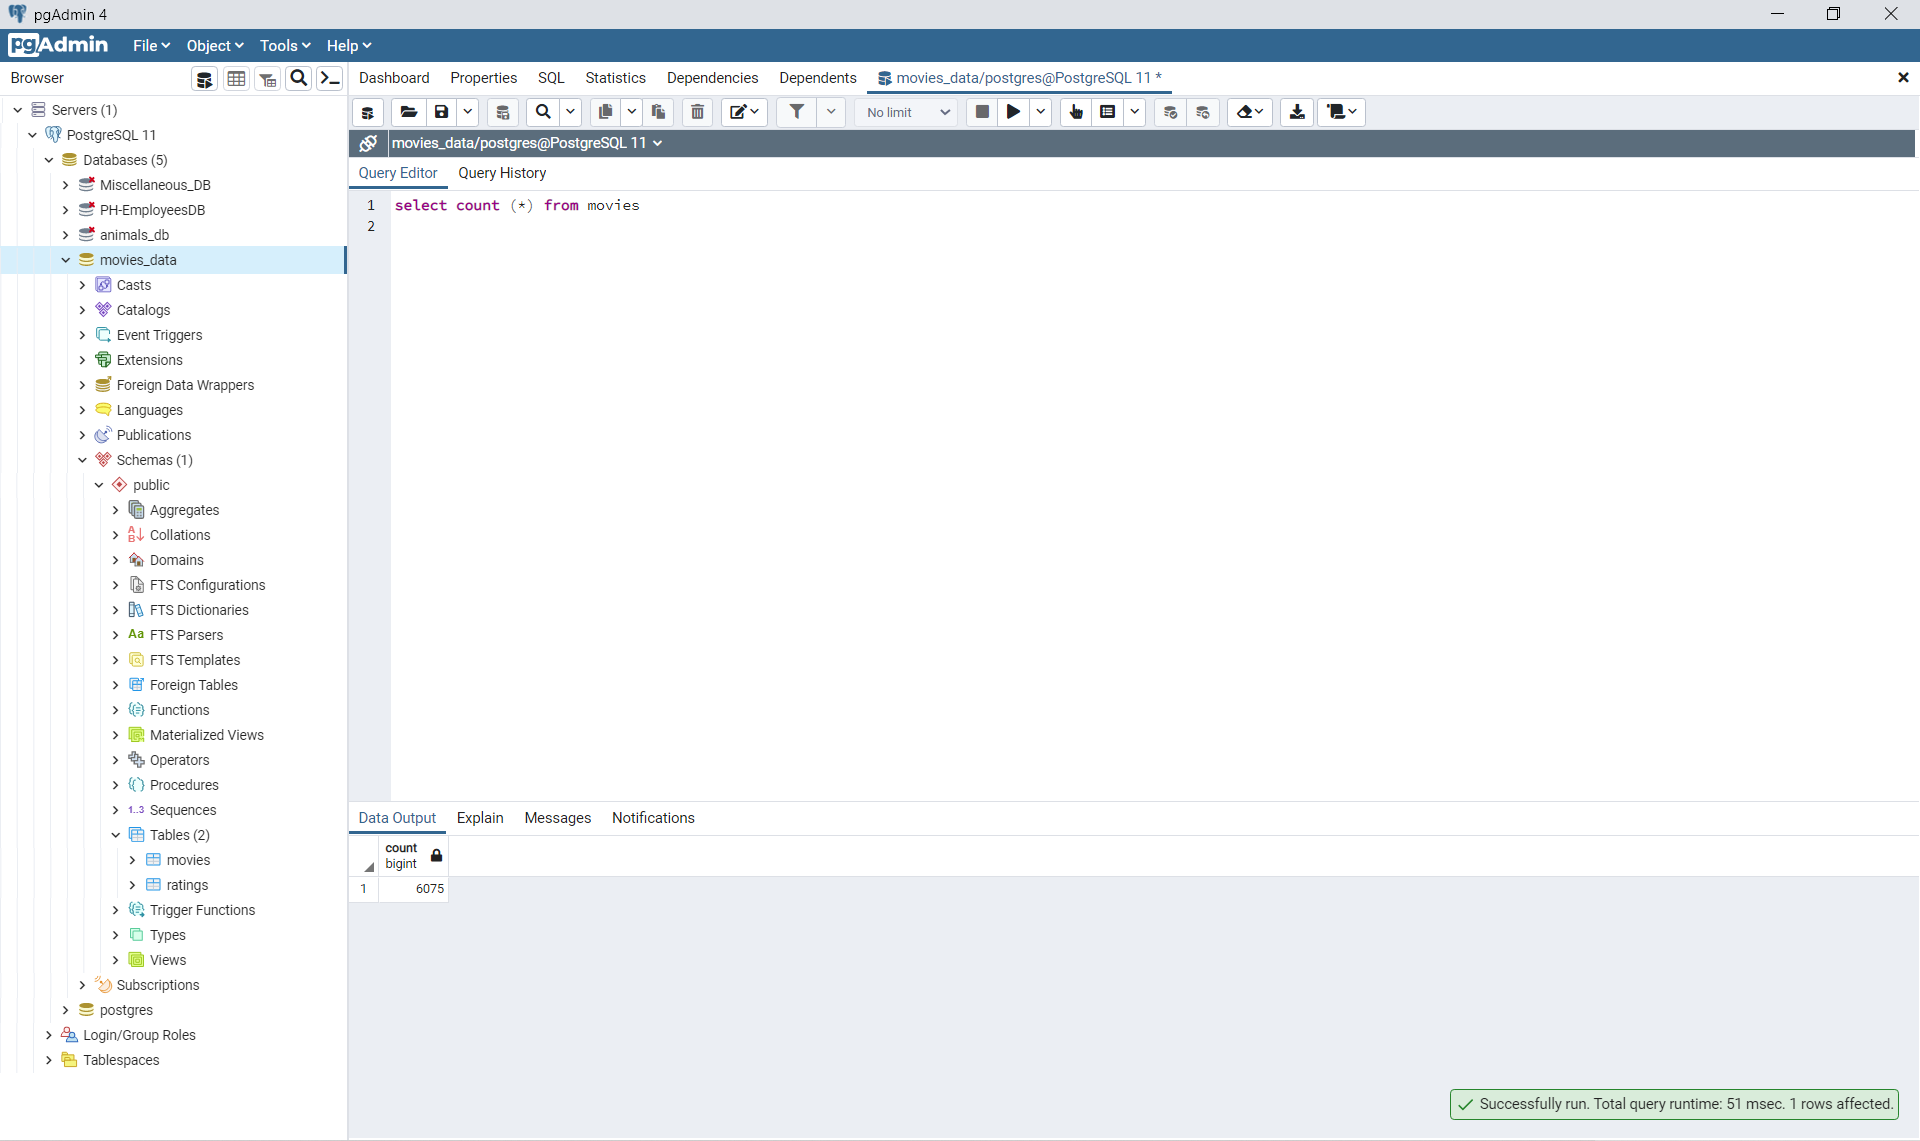 pgAdmin 4
pgAdmin File Object Tools Help
Browser
Dashboard Properties SQL Statistics Dependencies Dependents movies_data/postgres@PostgreSQL 11 *
No limit
movies_data/postgres@PostgreSQL 11
Query Editor Query History
1 select count (*) from movies
2
Servers (1)
PostgreSQL 11
Databases (5)
Miscellaneous_DB
PH-EmployeesDB
animals_db
movies_data
Casts
Catalogs
Event Triggers
Extensions
Foreign Data Wrappers
Languages
Publications
Schemas (1)
public
Aggregates
Collations
Domains
FTS Configurations
FTS Dictionaries
Aa FTS Parsers
FTS Templates
Foreign Tables
Functions
Materialized Views
Operators
Procedures
1..3 Sequences
Tables (2)
movies
ratings
Trigger Functions
Types
Views
Subscriptions
postgres
Login/Group Roles
Tablespaces
Data Output Explain Messages Notifications
count
bigint
1 6075
Successfully run. Total query runtime: 51 msec. 1 rows affected.